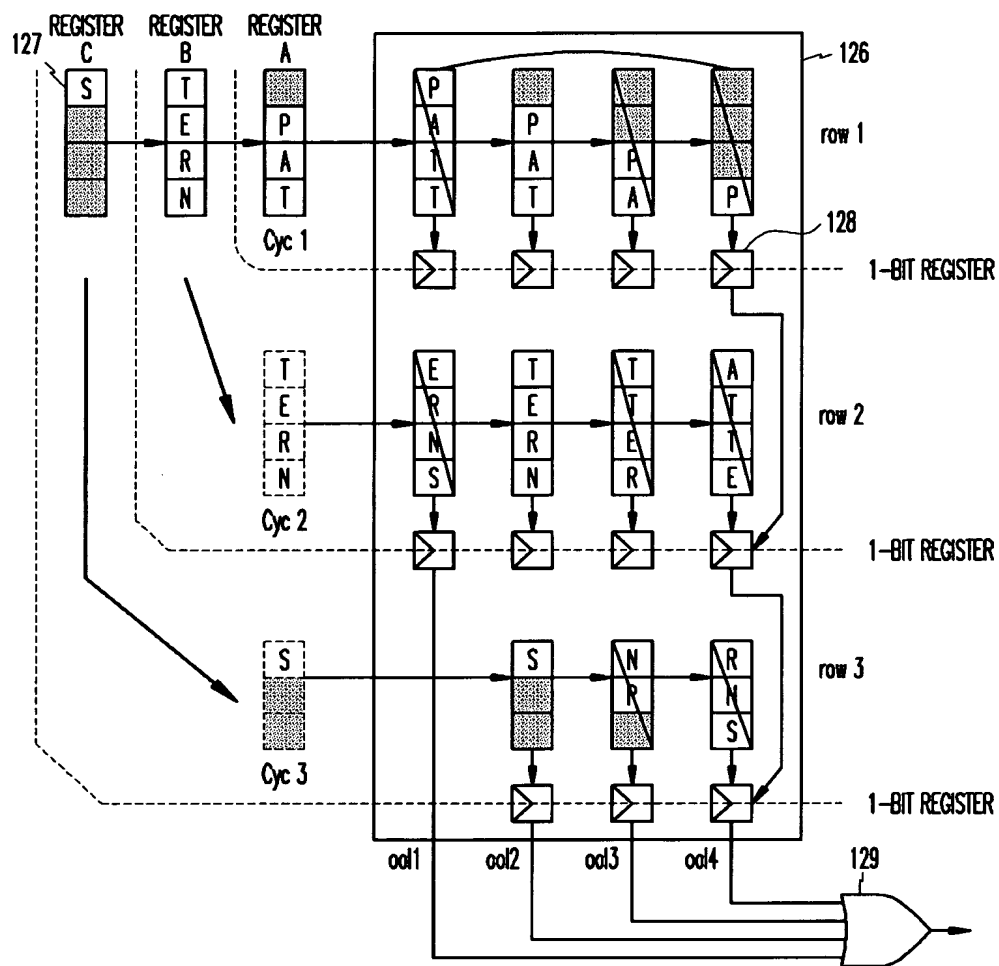 REGISTER REGISTER REGISTER
C B A
127
126
S T P
E P A P P
R A T A P
N T T T A P
row 1
Cyc 1
128
1-BIT REGISTER
T E T T A
E R E T T
R N R E T
N S N R E
row 2
Cyc 2
1-BIT REGISTER
S S N R
R N
S
row 3
Cyc 3
1-BIT REGISTER
col1 col2 col3 col4
129